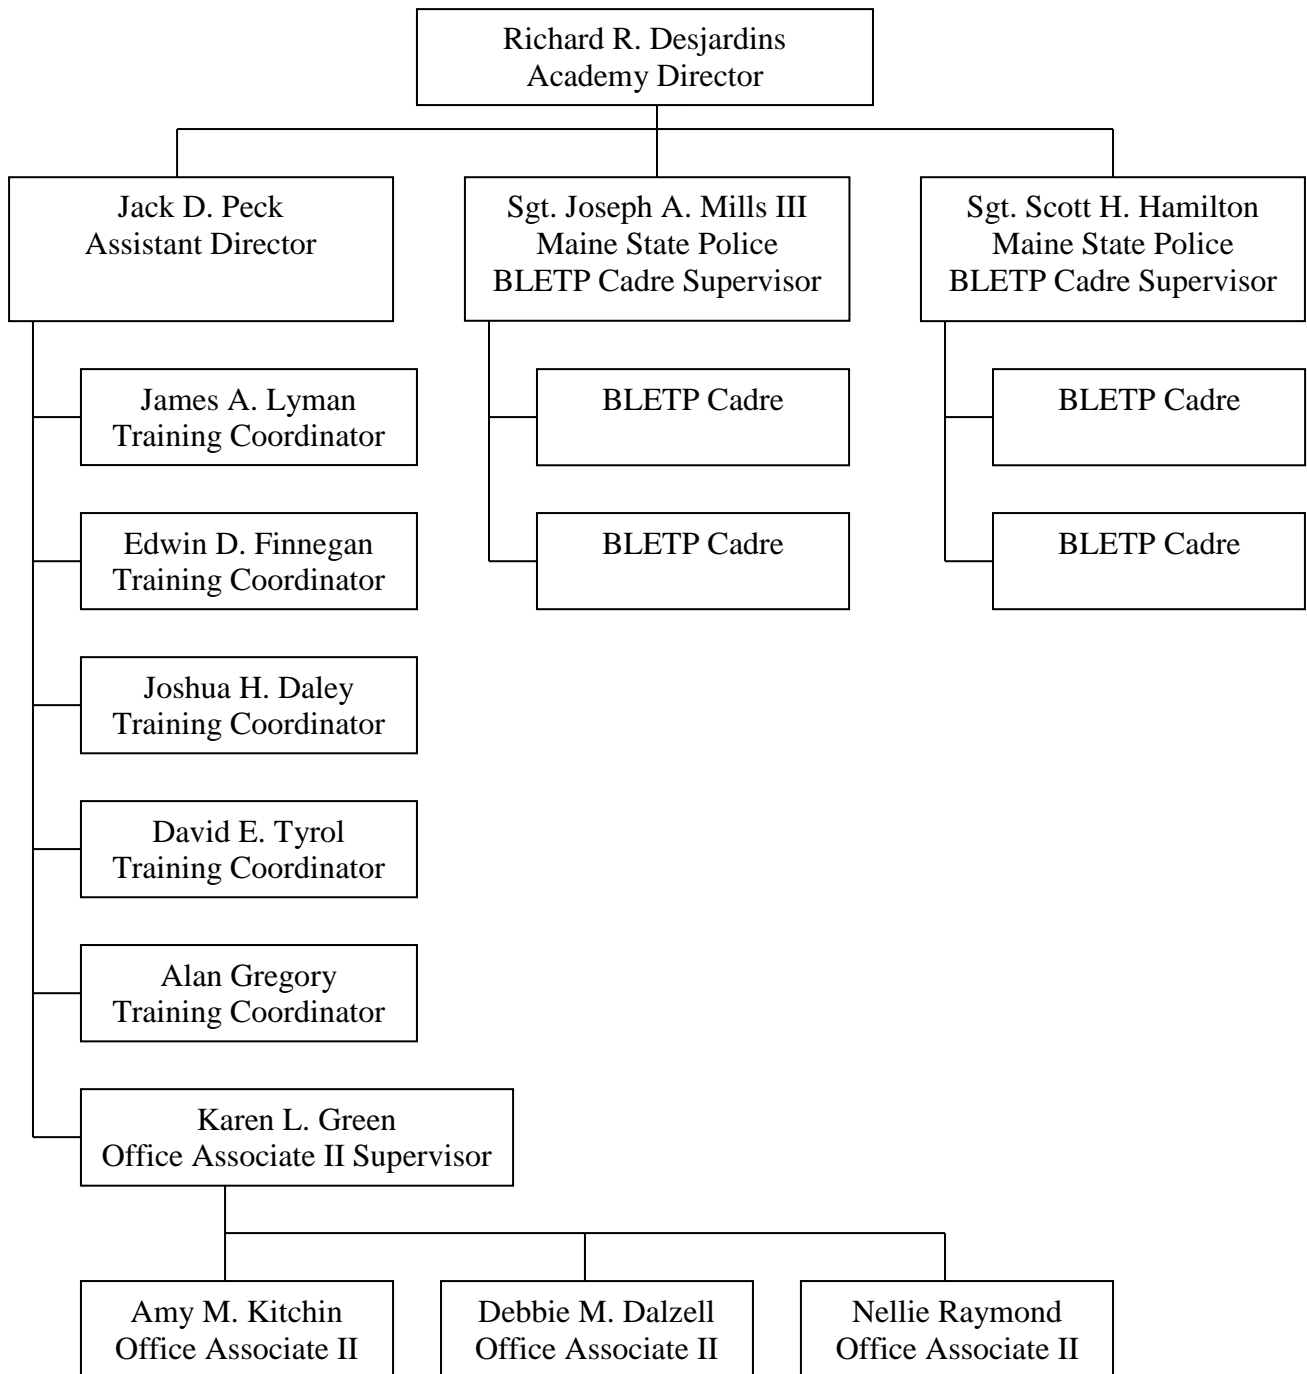 Richard R. Desjardins
Academy Director
Jack D. Peck
Assistant Director
Sgt. Joseph A. Mills III
Maine State Police
BLETP Cadre Supervisor
Sgt. Scott H. Hamilton
Maine State Police
BLETP Cadre Supervisor
James A. Lyman
Training Coordinator
BLETP Cadre
BLETP Cadre
Edwin D. Finnegan
Training Coordinator
BLETP Cadre
BLETP Cadre
Joshua H. Daley
Training Coordinator
David E. Tyrol
Training Coordinator
Alan Gregory
Training Coordinator
Karen L. Green
Office Associate II Supervisor
Amy M. Kitchin
Office Associate II
Debbie M. Dalzell
Office Associate II
Nellie Raymond
Office Associate II